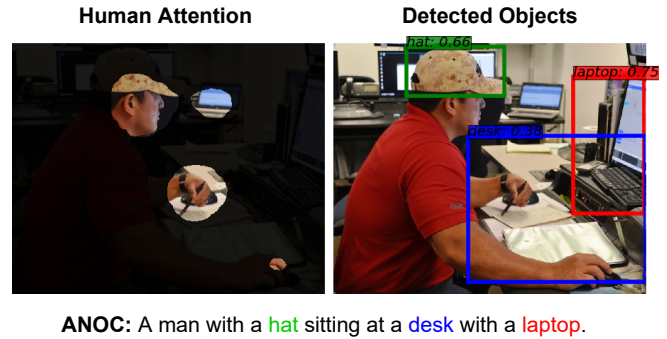 Human Attention
Detected Objects
hat: 0.66
laptop: 0.75
desk: 0.38
ANOC: A man with a hat sitting at a desk with a laptop.